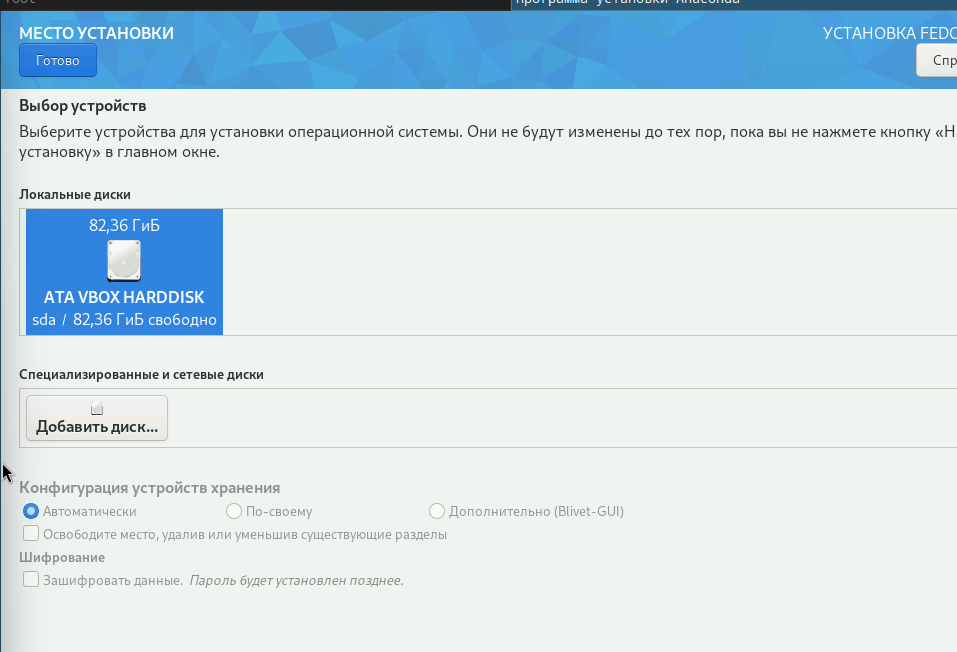 root
Программа установки Anaconda
МЕСТО УСТАНОВКИ
УСТАНОВКА FEDO
Готово
Спр
Выбор устройств
Выберите устройства для установки операционной системы. Они не будут изменены до тех пор, пока вы не нажмете кнопку «На
установку» в главном окне.
Локальные диски
82,36 ГиБ
ATA VBOX HARDDISK
sda / 82,36 ГиБ свободно
Специализированные и сетевые диски
Добавить диск...
Конфигурация устройств хранения
Автоматически
По-своему
Дополнительно (Blivet-GUI)
Освободите место, удалив или уменьшив существующие разделы
Шифрование
Зашифровать данные. Пароль будет установлен позднее.